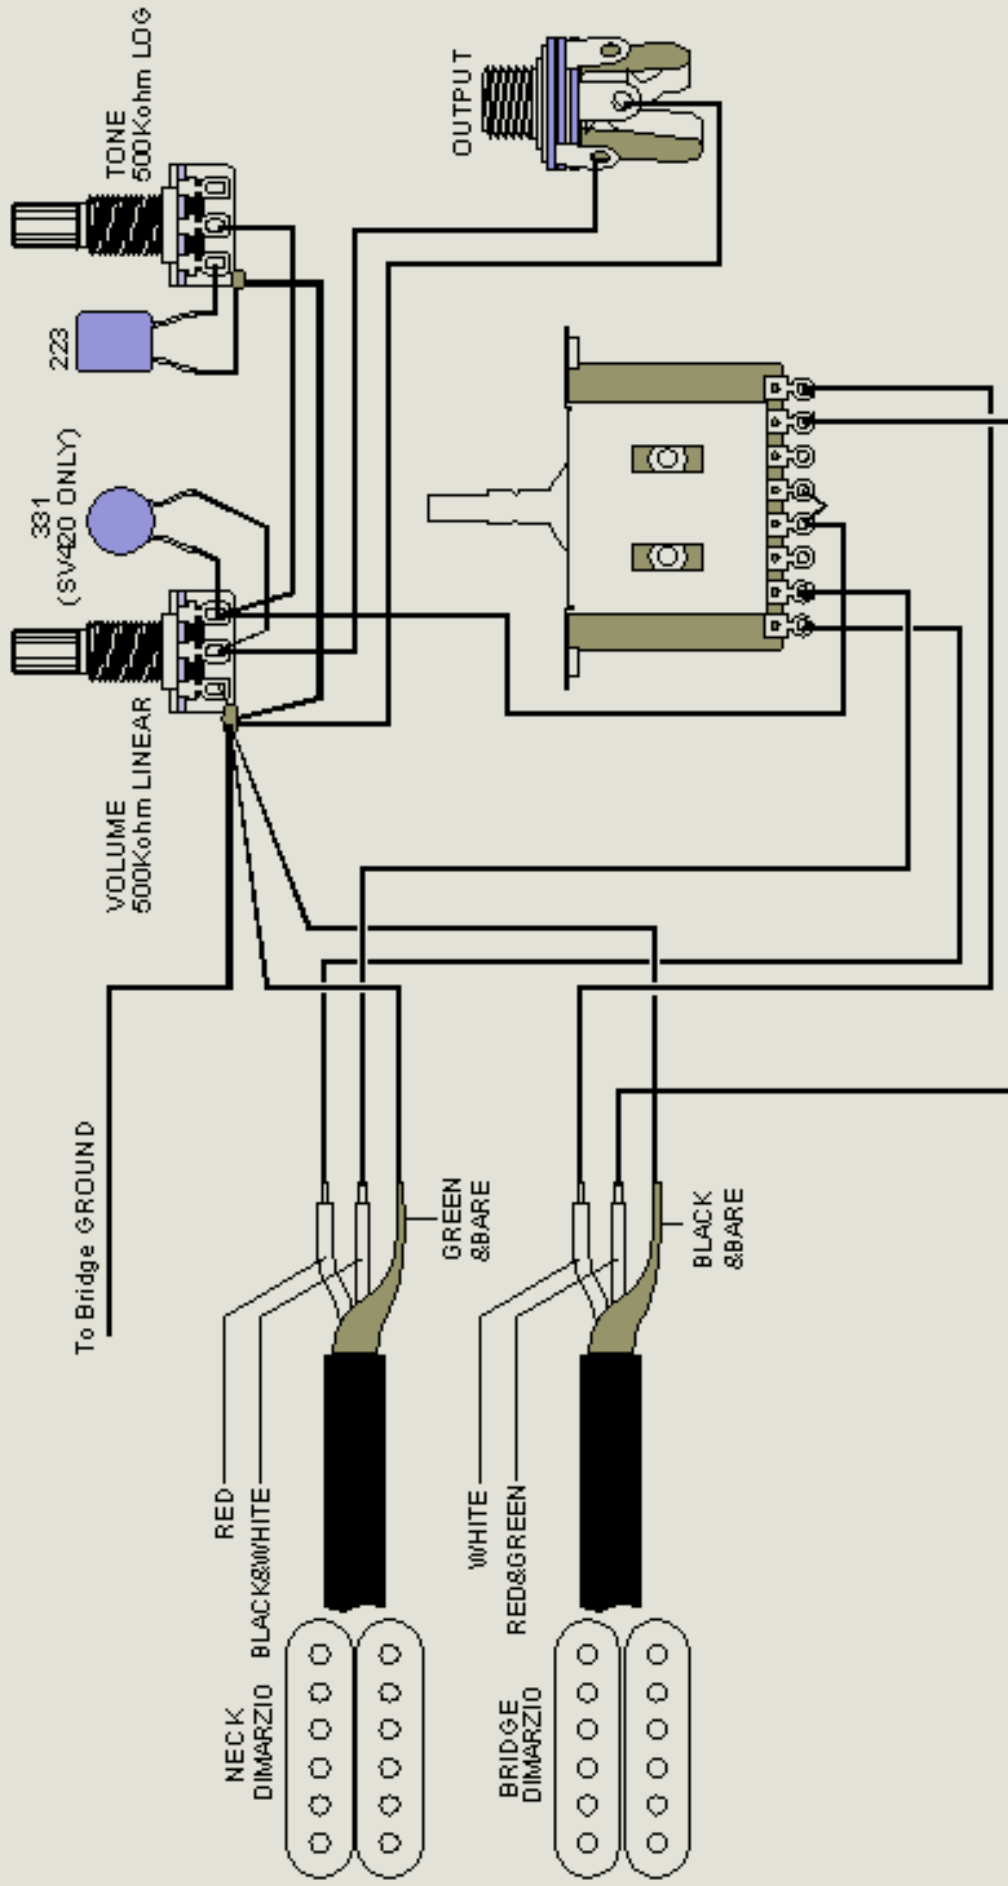 TONE
500Kohm LOG
OUTPUT
223
331
(SV420 ONLY)
VOLUME
500Kohm LINEAR
To Bridge GROUND
GREEN
&BARE
BLACK
&BARE
RED
BLACK&WHITE
WHITE
RED&GREEN
NECK
DIMARZIO
BRIDGE
DIMARZIO